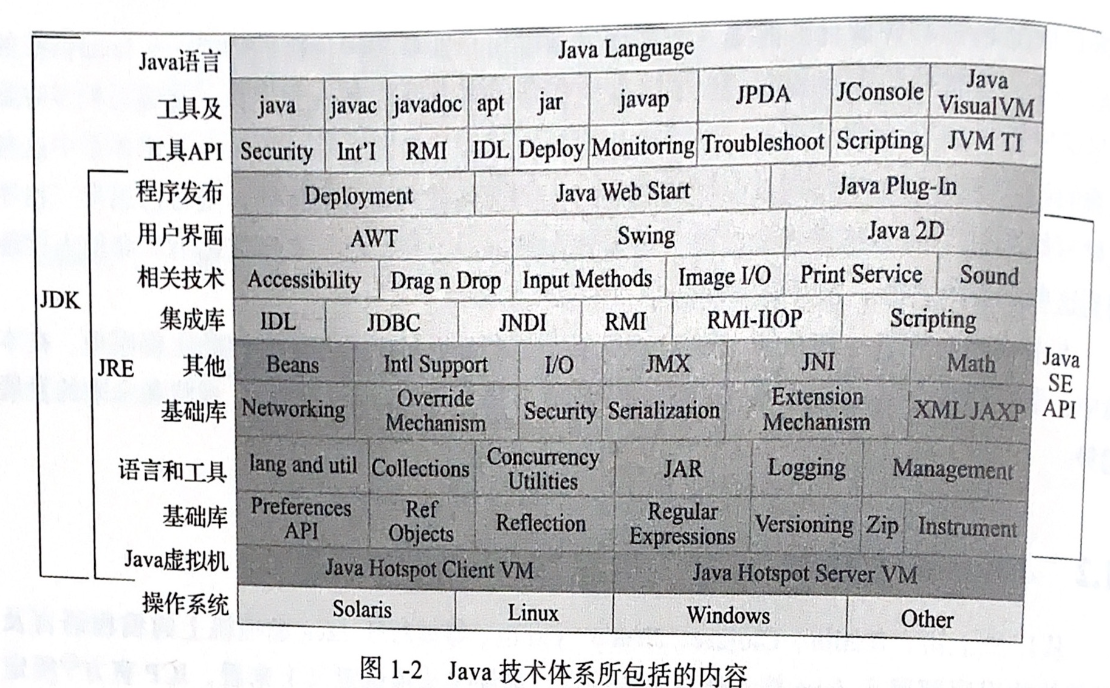 Java语言 Java Language
工具及 java javac javadoc apt jar javap JPDA JConsole Java VisualVM
工具API Security Int'l RMI IDL Deploy Monitoring Troubleshoot Scripting JVM TI
程序发布 Deployment Java Web Start Java Plug-In
用户界面 AWT Swing Java 2D
相关技术 Accessibility Drag n Drop Input Methods Image I/O Print Service Sound
JDK
集成库 IDL JDBC JNDI RMI RMI-IIOP Scripting
JRE
其他 Beans Intl Support I/O JMX JNI Math
Java SE API
基础库 Networking Override Mechanism Security Serialization Extension Mechanism XML JAXP
语言和工具 lang and util Collections Concurrency Utilities JAR Logging Management
基础库 Preferences API Ref Objects Reflection Regular Expressions Versioning Zip Instrument
Java虚拟机 Java Hotspot Client VM Java Hotspot Server VM
操作系统 Solaris Linux Windows Other
图 1-2 Java 技术体系所包括的内容